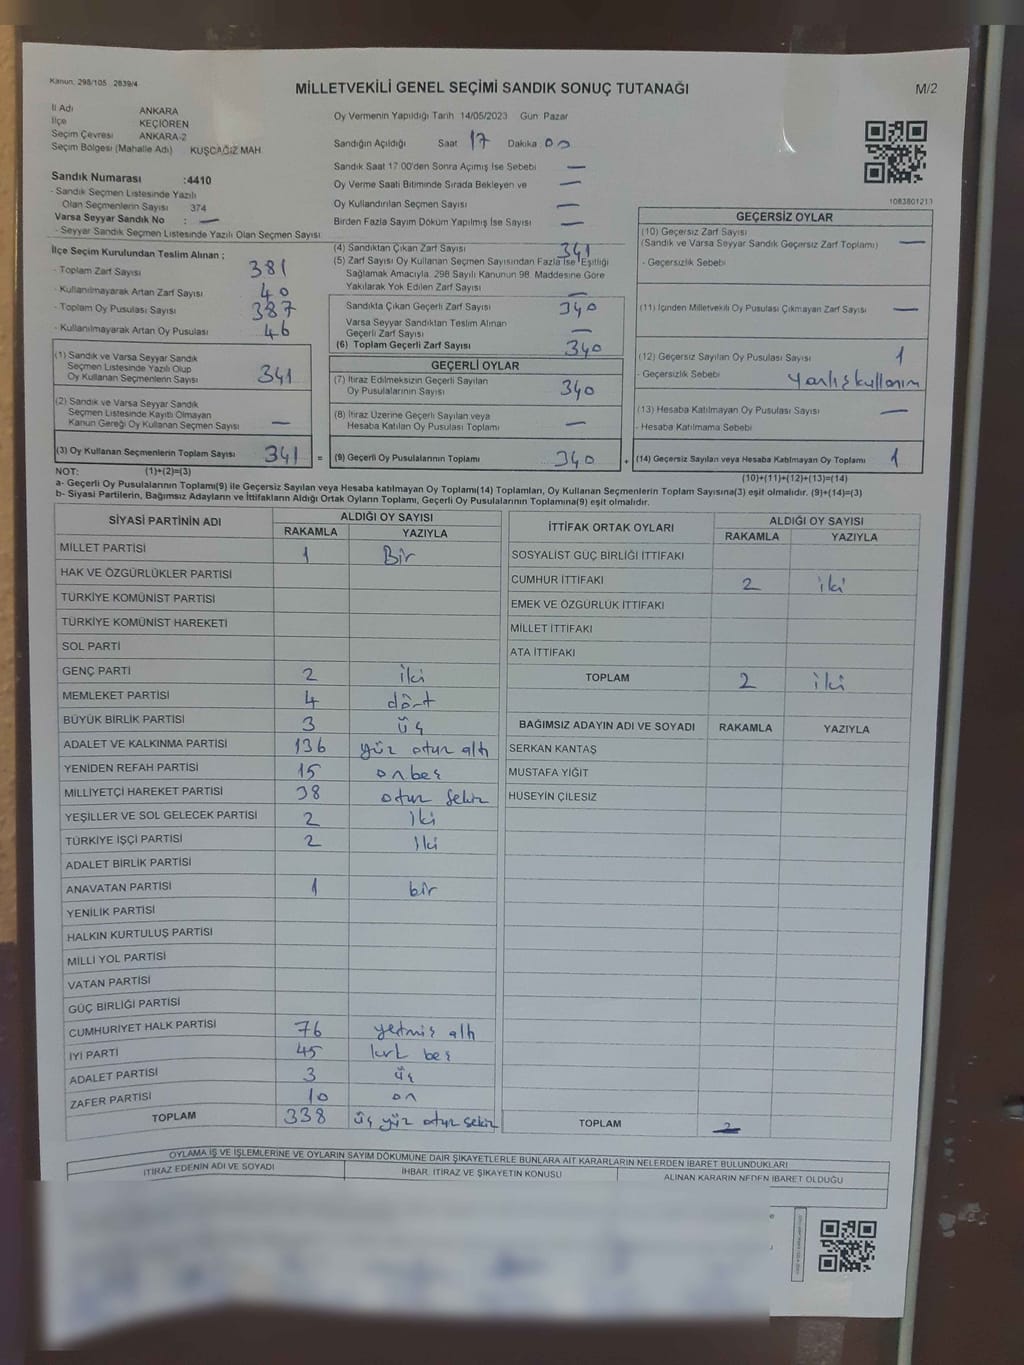 Kanun: 298/105 2839/4
MİLLETVEKİLİ GENEL SEÇİMİ SANDIK SONUÇ TUTANAĞI
M/2
İl Adı ANKARA
İlçe KEÇİÖREN
Seçim Çevresi ANKARA-2
Seçim Bölgesi (Mahalle Adı) KUŞCAĞIZ MAH.
Sandık Numarası :4410
- Sandık Seçmen Listesinde Yazılı
Olan Seçmenlerin Sayısı 374
Varsa Seyyar Sandık No : —
- Seyyar Sandık Seçmen Listesinde Yazılı Olan Seçmen Sayısı
İlçe Seçim Kurulundan Teslim Alınan ;
- Toplam Zarf Sayısı 381
- Kullanılmayarak Artan Zarf Sayısı 40
- Toplam Oy Pusulası Sayısı 387
- Kullanılmayarak Artan Oy Pusulası 46
(1) Sandık ve Varsa Seyyar Sandık
Seçmen Listesinde Yazılı Olup
Oy Kullanan Seçmenlerin Sayısı 341
(2) Sandık ve Varsa Seyyar Sandık
Seçmen Listesinde Kayıtlı Olmayan
Kanun Gereği Oy Kullanan Seçmen Sayısı —
(3) Oy Kullanan Seçmenlerin Toplam Sayısı 341 =
Oy Vermenin Yapıldığı Tarih 14/05/2023 Gün Pazar
Sandığın Açıldığı Saat 17 Dakika 00
Sandık Saat 17:00'den Sonra Açımış İse Sebebi —
Oy Verme Saati Bitiminde Sırada Bekleyen ve —
Oy Kullandırılan Seçmen Sayısı —
Birden Fazla Sayım Döküm Yapılmış İse Sayısı —
(4) Sandıktan Çıkan Zarf Sayısı 341
(5) Zarf Sayısı Oy Kullanan Seçmen Sayısından Fazla İse Eşitliği
Sağlamak Amacıyla, 298 Sayılı Kanunun 98. Maddesine Göre
Yakılarak Yok Edilen Zarf Sayısı —
Sandıkla Çıkan Geçerli Zarf Sayısı 340
Varsa Seyyar Sandıktan Teslim Alınan
Geçerli Zarf Sayısı —
(6) Toplam Geçerli Zarf Sayısı 340
GEÇERLİ OYLAR
(7) İtiraz Edilmeksizin Geçerli Sayılan
Oy Pusulalarının Sayısı 340
(8) İtiraz Üzerine Geçerli Sayılan veya
Hesaba Katılan Oy Pusulası Toplamı —
(9) Geçerli Oy Pusulalarının Toplamı 340 +
1083801213
GEÇERSİZ OYLAR
(10) Geçersiz Zarf Sayısı
(Sandık ve Varsa Seyyar Sandık Geçersiz Zarf Toplamı) —
- Geçersizlik Sebebi
(11) İçinden Milletvekili Oy Pusulası Çıkmayan Zarf Sayısı —
(12) Geçersiz Sayılan Oy Pusulası Sayısı 1
- Geçersizlik Sebebi Yanlış kullanım
(13) Hesaba Katılmayan Oy Pusulası Sayısı —
- Hesaba Katılmama Sebebi
(14) Geçersiz Sayılan veya Hesaba Katılmayan Oy Toplamı 1
NOT: (1)+(2)=(3) (10)+(11)+(12)+(13)=(14)
a- Geçerli Oy Pusulalarının Toplamı(9) ile Geçersiz Sayılan veya Hesaba katılmayan Oy Toplamı(14) Toplamları, Oy Kullanan Seçmenlerin Toplam Sayısına(3) eşit olmalıdır. (9)+(14)=(3)
b- Siyasi Partilerin, Bağımsız Adayların ve İttifakların Aldığı Ortak Oyların Toplamı, Geçerli Oy Pusulalarının Toplamına(9) eşit olmalıdır.
SİYASİ PARTİNİN ADI ALDIĞI OY SAYISI
RAKAMLA YAZIYLA
MİLLET PARTİSİ 1 Bir
HAK VE ÖZGÜRLÜKLER PARTİSİ
TÜRKİYE KOMÜNİST PARTİSİ
TÜRKİYE KOMÜNİST HAREKETİ
SOL PARTİ
GENÇ PARTİ 2 iki
MEMLEKET PARTİSİ 4 dört
BÜYÜK BİRLİK PARTİSİ 3 üç
ADALET VE KALKINMA PARTİSİ 136 yüz otuz altı
YENİDEN REFAH PARTİSİ 15 onbeş
MİLLİYETÇİ HAREKET PARTİSİ 38 otuz sekiz
YEŞİLLER VE SOL GELECEK PARTİSİ 2 İki
TÜRKİYE İŞÇİ PARTİSİ 2 İki
ADALET BİRLİK PARTİSİ
ANAVATAN PARTİSİ 1 bir
YENİLİK PARTİSİ
HALKIN KURTULUŞ PARTİSİ
MİLLİ YOL PARTİSİ
VATAN PARTİSİ
GÜÇ BİRLİĞİ PARTİSİ
CUMHURİYET HALK PARTİSİ 76 yetmiş altı
İYİ PARTİ 45 kırk beş
ADALET PARTİSİ 3 üç
ZAFER PARTİSİ 10 on
TOPLAM 338 üç yüz otuz sekiz
İTTİFAK ORTAK OYLARI ALDIĞI OY SAYISI
RAKAMLA YAZIYLA
SOSYALİST GÜÇ BİRLİĞİ İTTİFAKI
CUMHUR İTTİFAKI 2 iki
EMEK VE ÖZGÜRLÜK İTTİFAKI
MİLLET İTTİFAKI
ATA İTTİFAKI
TOPLAM 2 iki
BAĞIMSIZ ADAYIN ADI VE SOYADI RAKAMLA YAZIYLA
SERKAN KANTAŞ
MUSTAFA YİĞİT
HÜSEYİN ÇİLESİZ
TOPLAM 2
OYLAMA İŞ VE İŞLEMLERİNE VE OYLARIN SAYIM DÖKÜMÜNE DAİR ŞİKAYETLERLE BUNLARA AİT KARARLARIN NELERDEN İBARET BULUNDUKLARI
İTİRAZ EDENİN ADI VE SOYADI İHBAR, İTİRAZ VE ŞİKAYETİN KONUSU ALINAN KARARIN NEDEN İBARET OLDUĞU